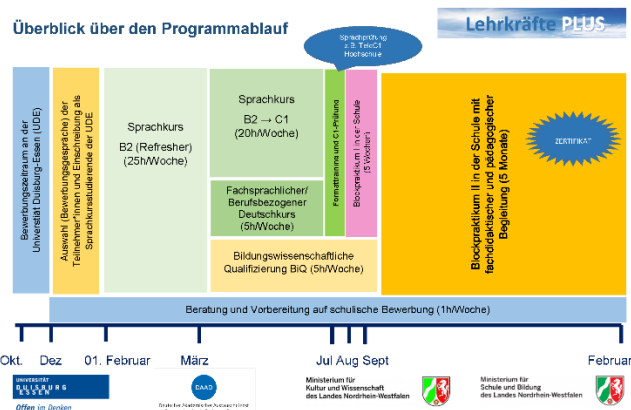 Überblick über den Programmablauf
Lehrkräfte PLUS
Sprachprüfung
z.B. TelcC1
Hochschule
Bewerbungszeitraum an der
Universität Duisburg-Essen (UDE)
Auswahl (Bewerbungsgespräche) der
Teilnehmer*innen und Einschreibung als
Sprachkursstudierende der UDE
Sprachkurs
B2 (Refresher)
(25h/Woche)
Sprachkurs
B2 → C1
(20h/Woche)
Fachsprachlicher/
Berufsbezogener
Deutschkurs
(5h/Woche)
Bildungswissenschaftliche
Qualifizierung BiQ (5h/Woche)
Formattraining und C1-Prüfung
Blockpraktikum I in der Schule
(5 Wochen)
Blockpraktikum II in der Schule mit
fachdidaktischer und pädagogischer
Begleitung (5 Monate)
ZERTIFIKAT
Beratung und Vorbereitung auf schulische Bewerbung (1h/Woche)
Okt. Dez 01. Februar März Jul Aug Sept Februar
UNIVERSITÄT
DUISBURG
ESSEN
Offen im Denken
DAAD
Deutscher Akademischer Austauschdienst
Ministerium für
Kultur und Wissenschaft
des Landes Nordrhein-Westfalen
Ministerium für
Schule und Bildung
des Landes Nordrhein-Westfalen